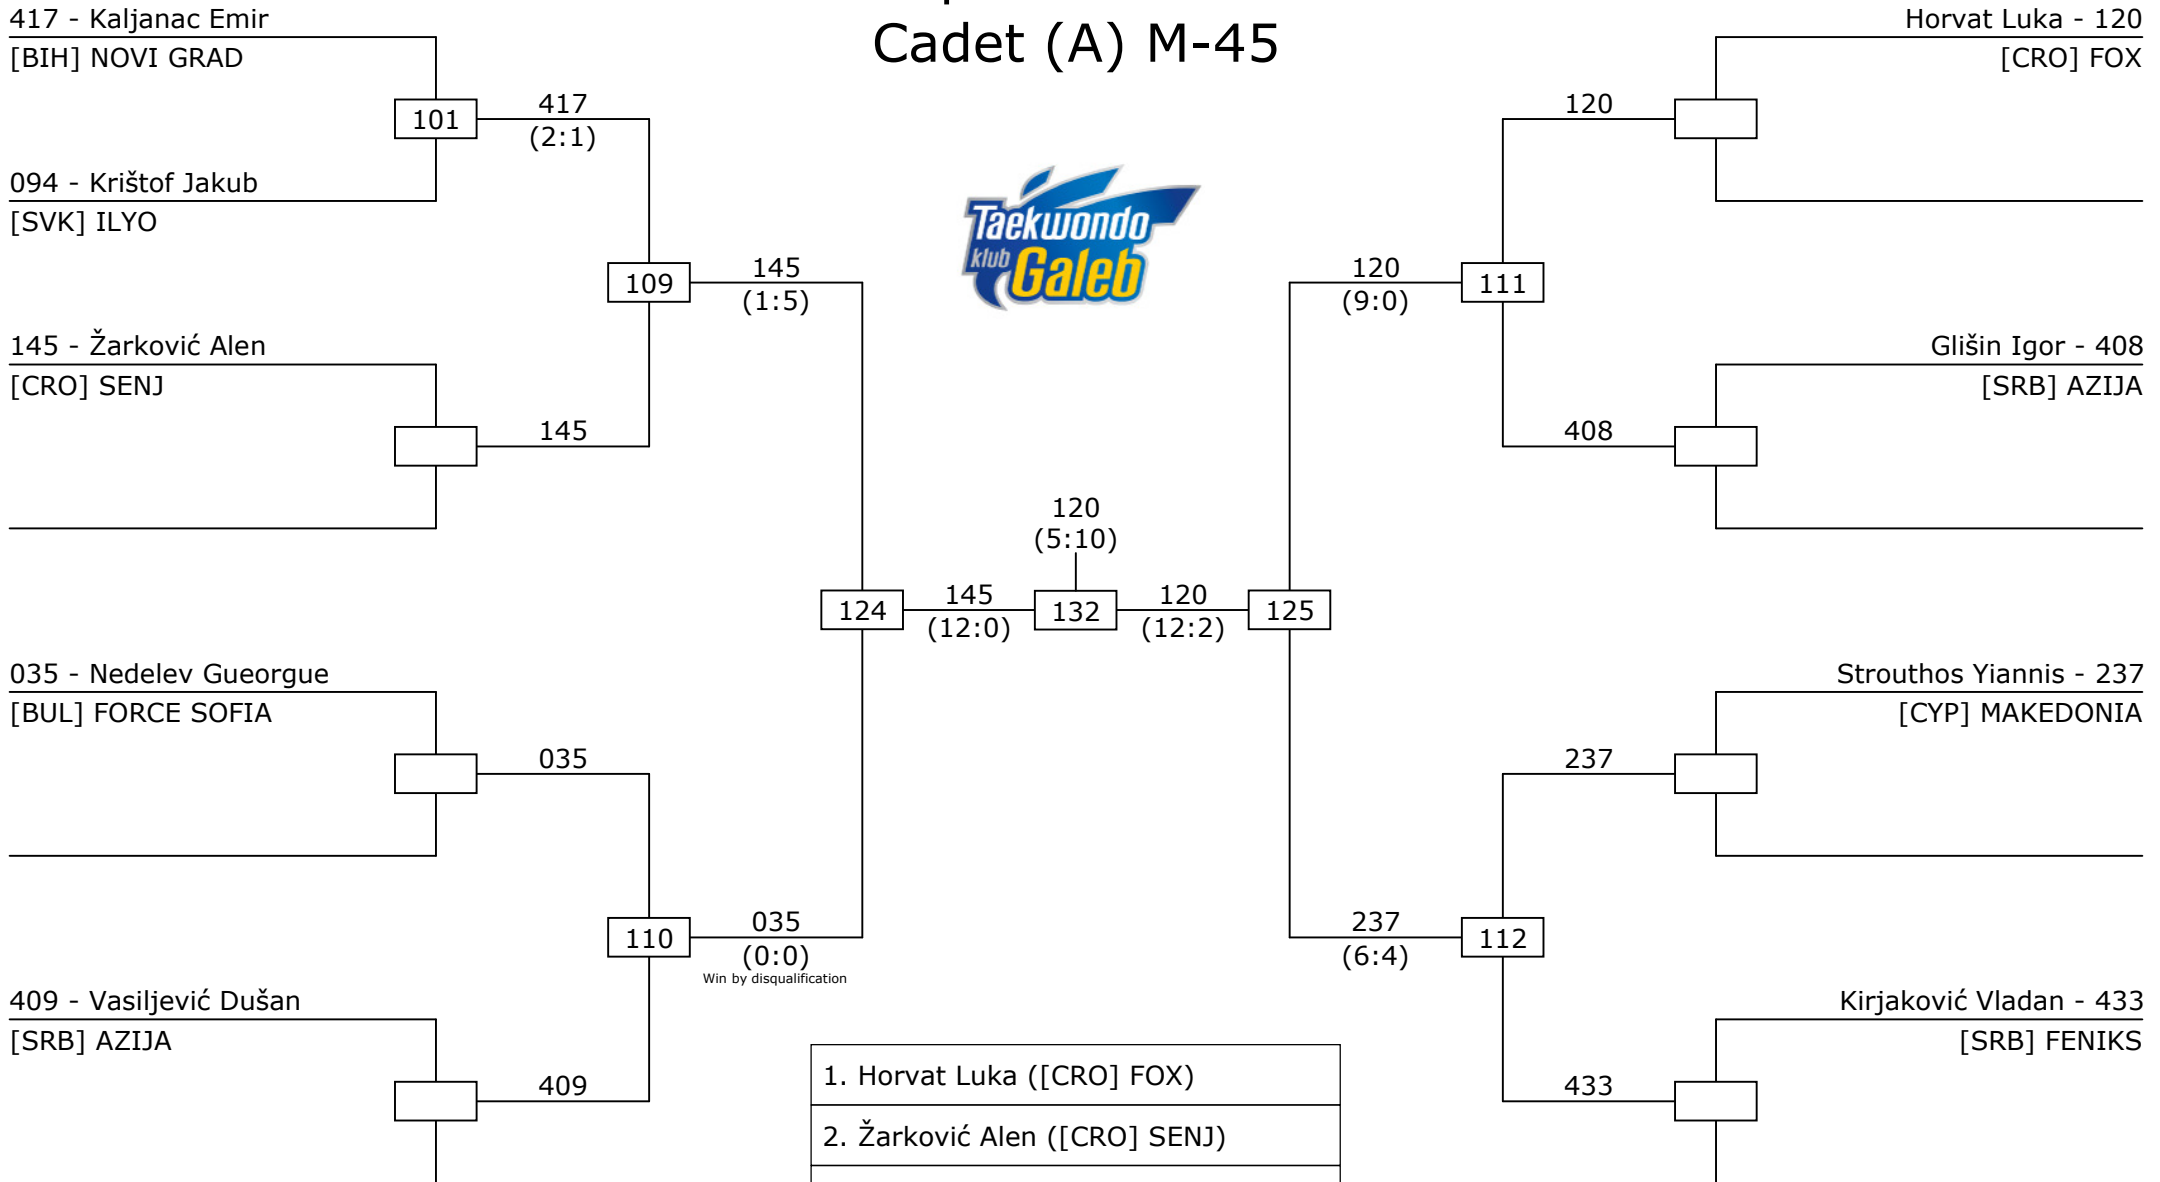 Cadet (A) M-45
417 - Kaljanac Emir
[BIH] NOVI GRAD
101
417
(2:1)
094 - Krištof Jakub
[SVK] ILYO
109
145
(1:5)
145 - Žarković Alen
[CRO] SENJ
145
035 - Nedelev Gueorgue
[BUL] FORCE SOFIA
035
110
035
(0:0)
Win by disqualification
409 - Vasiljević Dušan
[SRB] AZIJA
409
124
145
(12:0)
120
(5:10)
132
120
(12:2)
125
Taekwondo
klub Galeb
Horvat Luka - 120
[CRO] FOX
120
120
(9:0)
111
Glišin Igor - 408
[SRB] AZIJA
408
Strouthos Yiannis - 237
[CYP] MAKEDONIA
237
237
(6:4)
112
Kirjaković Vladan - 433
[SRB] FENIKS
433
1. Horvat Luka ([CRO] FOX)
2. Žarković Alen ([CRO] SENJ)